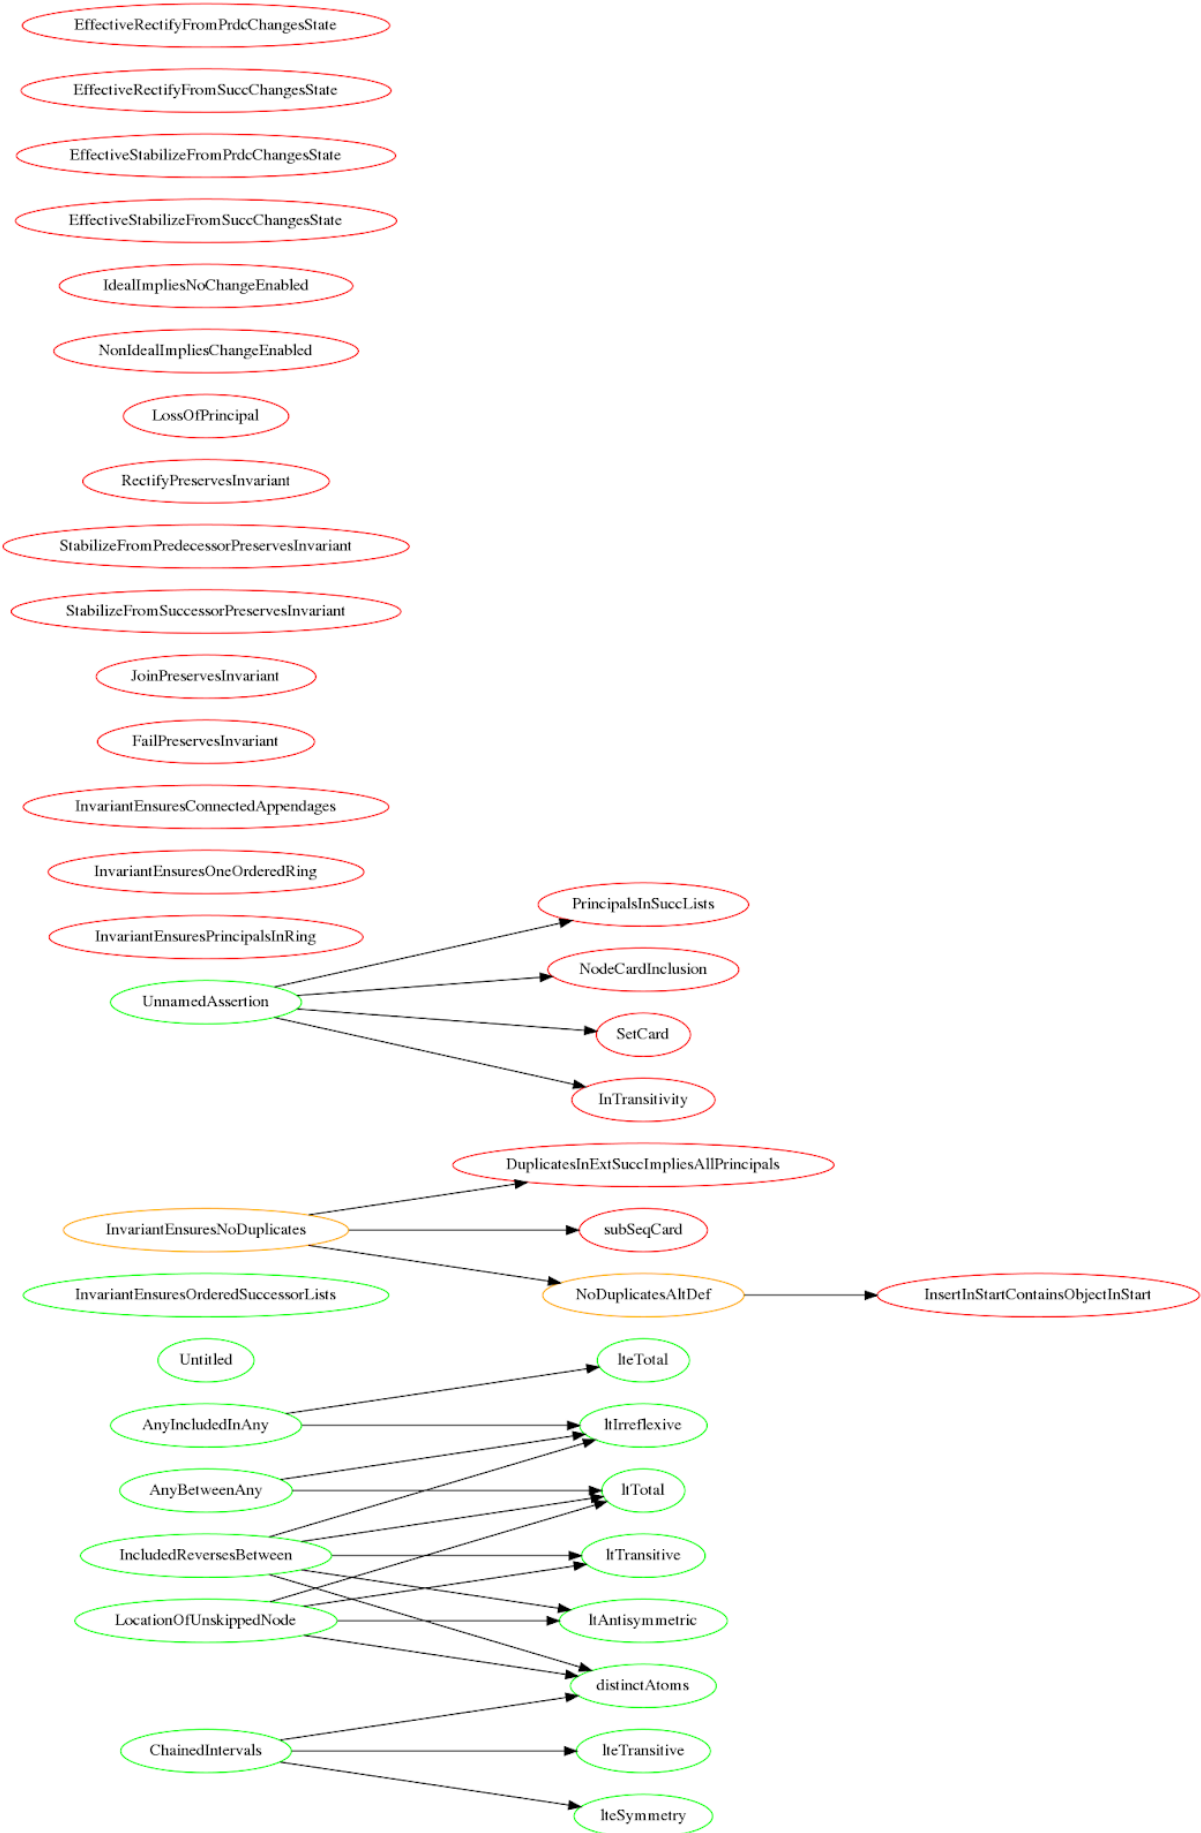 EffectiveRectifyFromPrdcChangesState
EffectiveRectifyFromSuccChangesState
EffectiveStabilizeFromPrdcChangesState
EffectiveStabilizeFromSuccChangesState
IdealImpliesNoChangeEnabled
NonIdealImpliesChangeEnabled
LossOfPrincipal
RectifyPreservesInvariant
StabilizeFromPredecessorPreservesInvariant
StabilizeFromSuccessorPreservesInvariant
JoinPreservesInvariant
FailPreservesInvariant
InvariantEnsuresConnectedAppendages
InvariantEnsuresOneOrderedRing
PrincipalsInSuccLists
InvariantEnsuresPrincipalsInRing
NodeCardInclusion
UnnamedAssertion
SetCard
InTransitivity
DuplicatesInExtSuccImpliesAllPrincipals
InvariantEnsuresNoDuplicates
subSeqCard
InvariantEnsuresOrderedSuccessorLists
NoDuplicatesAltDef
InsertInStartContainsObjectInStart
Untitled
lteTotal
AnyIncludedInAny
ltIrreflexive
AnyBetweenAny
ltTotal
IncludedReversesBetween
ltTransitive
LocationOfUnskippedNode
ltAntisymmetric
distinctAtoms
ChainedIntervals
lteTransitive
lteSymmetry